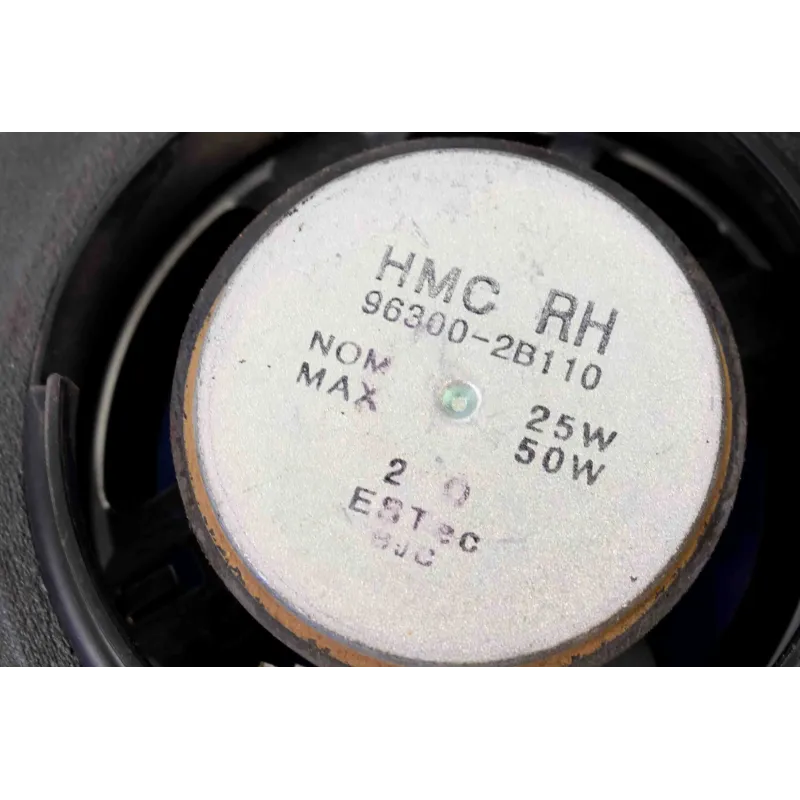 HMC RH
96300-2B110
NOM 25W
MAX 50W
2 Ω
ESTec